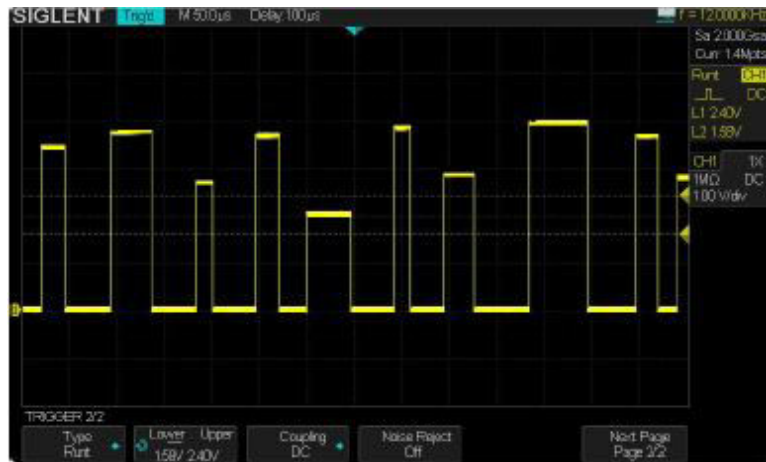 SIGLENT Trig'd M 50.0μs Delay:100μs f = 12.0000KHz
Sa 2.00GSa
Curr 1.4Mpts
Runt CH1
DC
L1 2.40V
L2 1.58V
CH1 1X
1MΩ DC
1.00 V/div
TRIGGER 2/2
Type Lower Upper Coupling Noise Reject Next Page
Runt 1.58V 2.40V DC Off Page 2/2